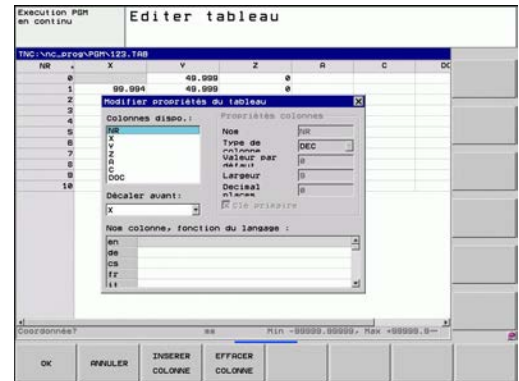 Execution PGM
en continu
Editer tableau
TNC:\nc_prog\PGM\123.TAB
NR X Y Z A C DOC
0 49.999 0
1 99.994 49.999 0
2
3
4
5
6
7
8
9
10
Modifier propriétés du tableau
Colonnes dispo.:
NR
X
Y
Z
A
C
DOC
Décaler avant:
X
Propriétés colonnes
Nom NR
Type de colonne DEC
Valeur par défaut 0
Largeur 9
Decimal places 0
Clé primaire
Nom colonne, fonction du langage :
en
de
cs
fr
it
Coordonnée? mm Min -99999.99999, Max +99999.9
OK
ANNULER
INSERER
COLONNE
EFFACER
COLONNE